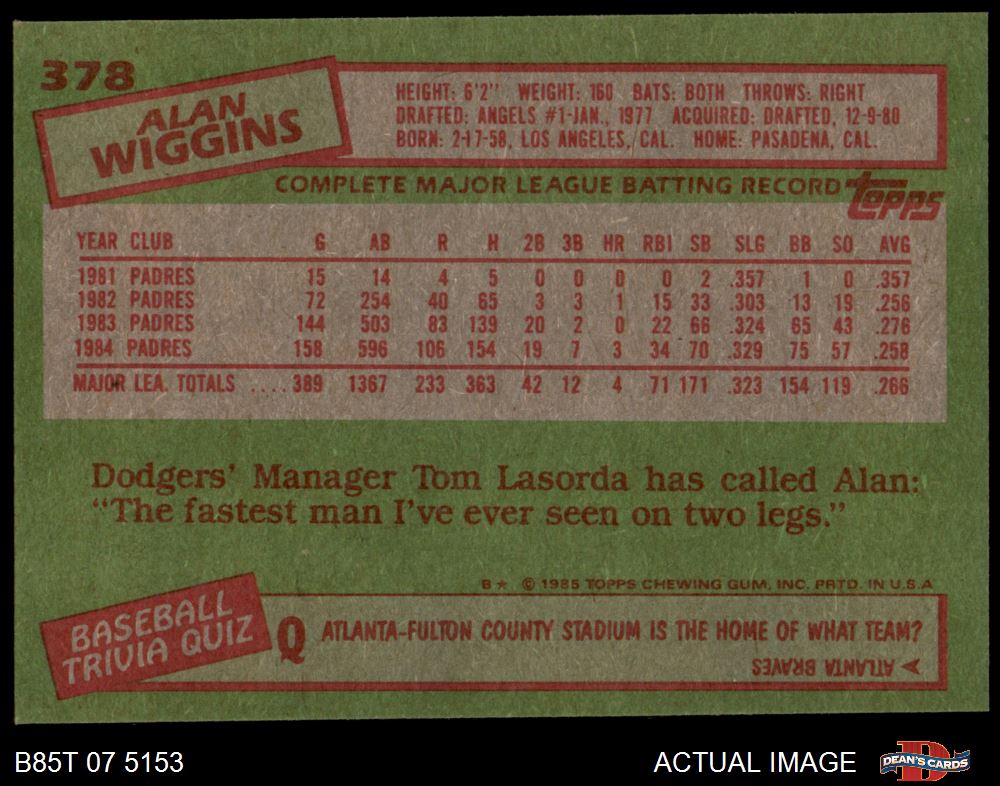 378
ALAN
WIGGINS
HEIGHT: 6'2" WEIGHT: 160 BATS: BOTH THROWS: RIGHT
DRAFTED: ANGELS #1-JAN., 1977 ACQUIRED: DRAFTED, 12-9-80
BORN: 2-17-58, LOS ANGELES, CAL. HOME: PASADENA, CAL.
COMPLETE MAJOR LEAGUE BATTING RECORD topps
YEAR CLUB G AB R H 2B 3B HR RBI SB SLG BB SO AVG
1981 PADRES 15 14 4 5 0 0 0 0 2 .357 1 0 .357
1982 PADRES 72 254 40 65 3 3 1 15 33 .303 13 19 .256
1983 PADRES 144 503 83 139 20 2 0 22 66 .324 65 43 .276
1984 PADRES 158 596 106 154 19 7 3 34 70 .329 75 57 .258
MAJOR LEA. TOTALS ....389 1367 233 363 42 12 4 71 171 .323 154 119 .266
Dodgers' Manager Tom Lasorda has called Alan:
"The fastest man I've ever seen on two legs."
B★ © 1985 TOPPS CHEWING GUM, INC. PRTD. IN U.S.A
BASEBALL
TRIVIA QUIZ
Q ATLANTA-FULTON COUNTY STADIUM IS THE HOME OF WHAT TEAM?
ATLANTA BRAVES
B85T 07 5153 ACTUAL IMAGE DEAN'S CARDS